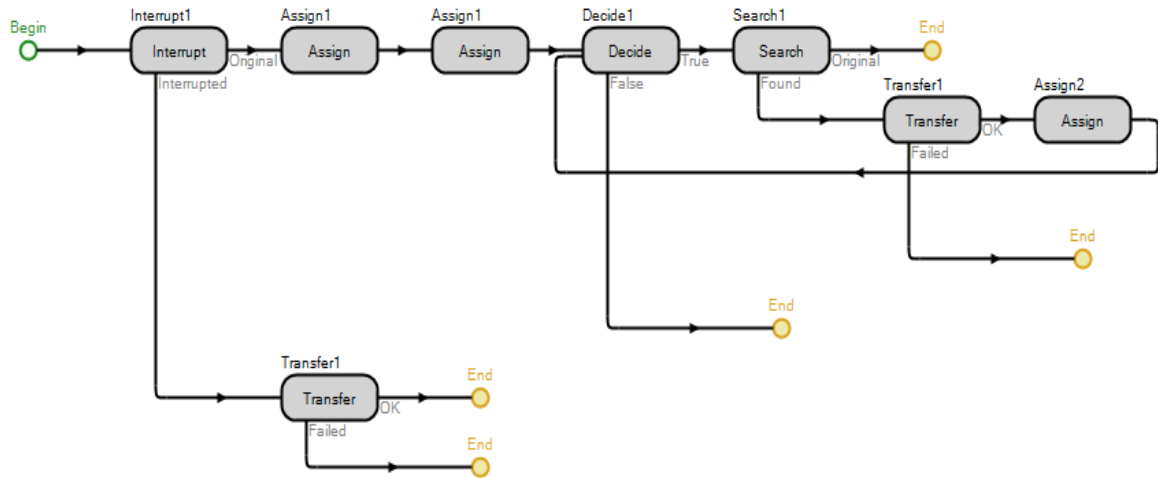 Begin
Interrupt1
Interrupt
Original
Interrupted
Assign1
Assign
Assign1
Assign
Decide1
Decide
True
False
Search1
Search
Original
Found
End
Transfer1
Transfer
OK
Failed
Assign2
Assign
End
End
Transfer1
Transfer
OK
Failed
End
End